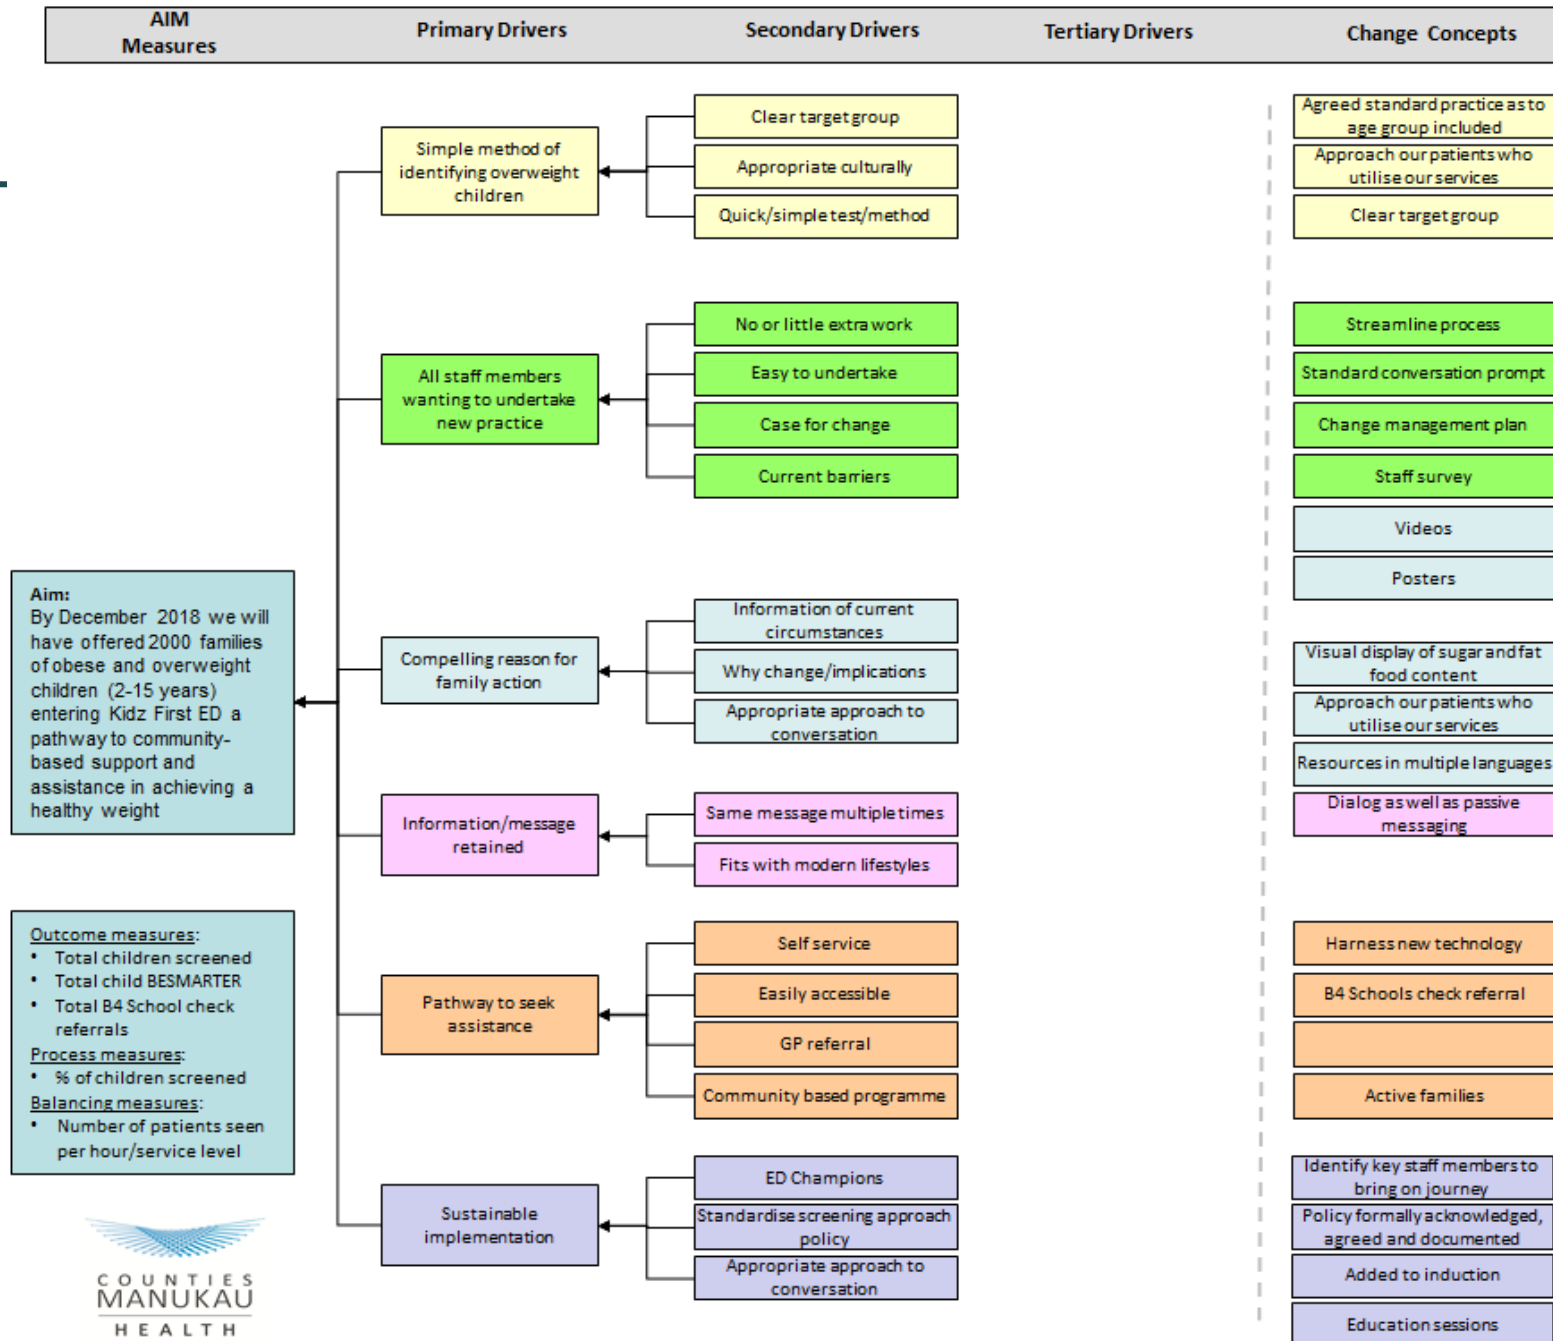 AIM
Measures
Primary Drivers
Secondary Drivers
Tertiary Drivers
Change Concepts
Aim:
By December 2018 we will
have offered 2000 families
of obese and overweight
children (2-15 years)
entering Kidz First ED a
pathway to community-
based support and
assistance in achieving a
healthy weight
Outcome measures:
• Total children screened
• Total child BESMARTER
• Total B4 School check
referrals
Process measures:
• % of children screened
Balancing measures:
• Number of patients seen
per hour/service level
COUNTIES
MANUKAU
HEALTH
Simple method of
identifying overweight
children
All staff members
wanting to undertake
new practice
Compelling reason for
family action
Information/message
retained
Pathway to seek
assistance
Sustainable
implementation
Clear target group
Appropriate culturally
Quick/simple test/method
No or little extra work
Easy to undertake
Case for change
Current barriers
Information of current
circumstances
Why change/implications
Appropriate approach to
conversation
Same message multiple times
Fits with modern lifestyles
Self service
Easily accessible
GP referral
Community based programme
ED Champions
Standardise screening approach
policy
Appropriate approach to
conversation
Agreed standard practice as to
age group included
Approach our patients who
utilise our services
Clear target group
Streamline process
Standard conversation prompt
Change management plan
Staff survey
Videos
Posters
Visual display of sugar and fat
food content
Approach our patients who
utilise our services
Resources in multiple languages
Dialog as well as passive
messaging
Harness new technology
B4 Schools check referral
Active families
Identify key staff members to
bring on journey
Policy formally acknowledged,
agreed and documented
Added to induction
Education sessions